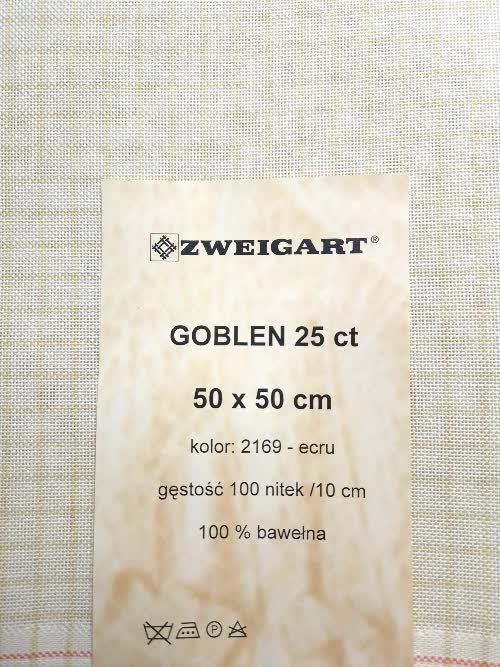 ZWEIGART®
GOBLEN 25 ct
50 x 50 cm
kolor: 2169 - ecru
gęstość 100 nitek /10 cm
100 % bawełna
P